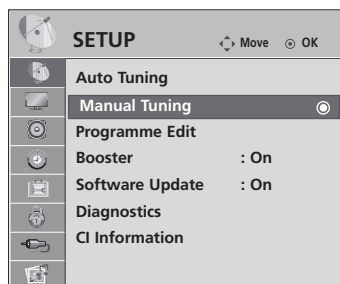 SETUP Move OK
Auto Tuning
Manual Tuning
Programme Edit
Booster : On
Software Update : On
Diagnostics
CI Information